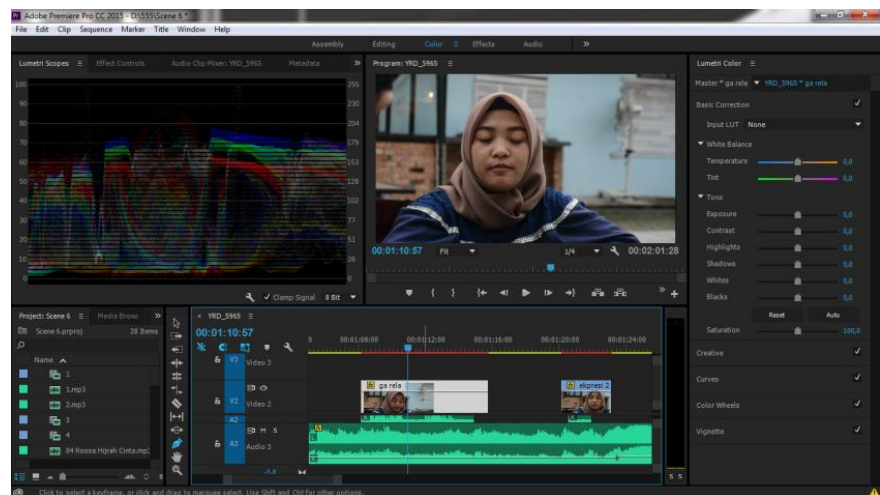 Adobe Premiere Pro CC 2015 - D:\555\Scene 6 *
File Edit Clip Sequence Marker Title Window Help
Assembly Editing Color Effects Audio
Lumetri Scopes Effect Controls Audio Clip Mixer: YRD_5965 Metadata
Program: YRD_5965
Lumetri Color
Master * ga rela YRD_5965 * ga rela
Basic Correction
Input LUT None
White Balance
Temperature 0,0
Tint 0,0
Tone
Exposure 0,0
Contrast 0,0
Highlights 0,0
Shadows 0,0
Whites 0,0
Blacks 0,0
Reset Auto
Saturation 100,0
Creative
Curves
Color Wheels
Vignette
100 255
90 230
80 204
70 179
60 153
50 128
40 102
30 77
20 51
10 26
0 0
Clamp Signal 8 Bit
00:01:10:57 Fit 1/4 00:02:01:28
Project: Scene 6 Media Brow
Scene 6.prproj 28 Items
Name
1
1.mp3
2.mp3
3
4
04 Rossa Hijrah Cinta.mp3
YRD_5965
00:01:10:57
0 00:01:08:00 00:01:12:00 00:01:16:00 00:01:20:00 00:01:24:00
V3 Video 3
V2 Video 2
fx ga rela
fx ekpresi 2
A2
A3 M S
Audio 3
-5,8
S S
Click to select a keyframe, or click and drag to marquee select. Use Shift and Ctrl for other options.